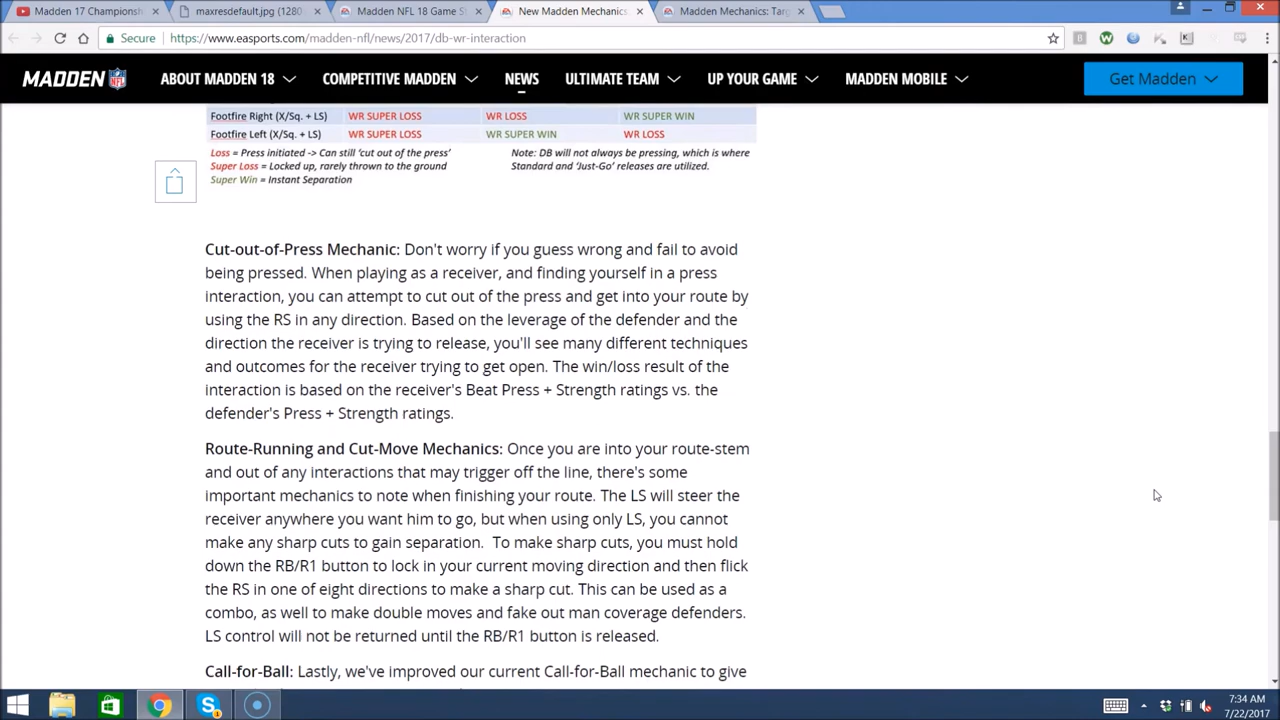 Madden 17 Championsh
maxresdefault.jpg (1280
Madden NFL 18 Game S
New Madden Mechanics
Madden Mechanics: Targ
Secure https://www.easports.com/madden-nfl/news/2017/db-wr-interaction
MADDEN NFL ABOUT MADDEN 18 COMPETITIVE MADDEN NEWS ULTIMATE TEAM UP YOUR GAME MADDEN MOBILE Get Madden
Footfire Right (X/Sq. + LS) WR SUPER LOSS WR LOSS WR SUPER WIN
Footfire Left (X/Sq. + LS) WR SUPER LOSS WR SUPER WIN WR LOSS
Loss = Press initiated -> Can still 'cut out of the press'
Super Loss = Locked up, rarely thrown to the ground
Super Win = Instant Separation
Note: DB will not always be pressing, which is where
Standard and 'Just-Go' releases are utilized.
Cut-out-of-Press Mechanic: Don't worry if you guess wrong and fail to avoid
being pressed. When playing as a receiver, and finding yourself in a press
interaction, you can attempt to cut out of the press and get into your route by
using the RS in any direction. Based on the leverage of the defender and the
direction the receiver is trying to release, you'll see many different techniques
and outcomes for the receiver trying to get open. The win/loss result of the
interaction is based on the receiver's Beat Press + Strength ratings vs. the
defender's Press + Strength ratings.
Route-Running and Cut-Move Mechanics: Once you are into your route-stem
and out of any interactions that may trigger off the line, there's some
important mechanics to note when finishing your route. The LS will steer the
receiver anywhere you want him to go, but when using only LS, you cannot
make any sharp cuts to gain separation. To make sharp cuts, you must hold
down the RB/R1 button to lock in your current moving direction and then flick
the RS in one of eight directions to make a sharp cut. This can be used as a
combo, as well to make double moves and fake out man coverage defenders.
LS control will not be returned until the RB/R1 button is released.
Call-for-Ball: Lastly, we've improved our current Call-for-Ball mechanic to give
7:34 AM
7/22/2017